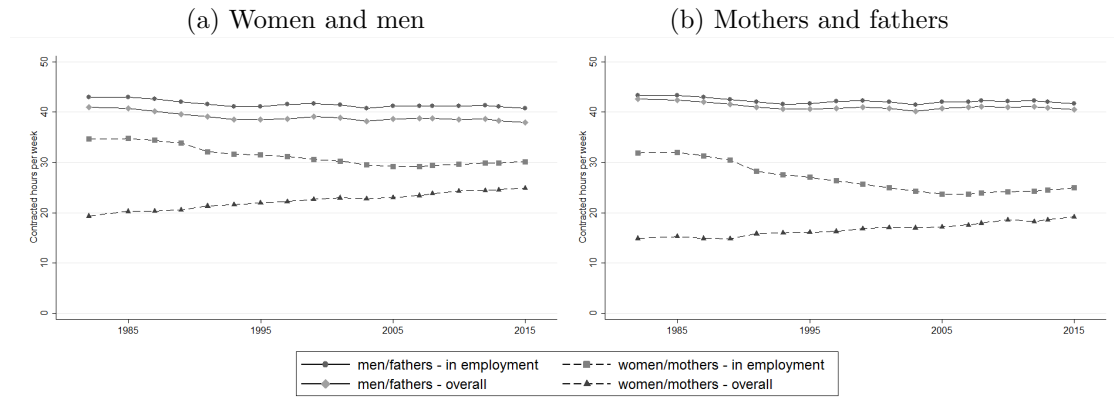 (a) Women and men
(b) Mothers and fathers
Contracted hours per week
50
40
30
20
10
0
1985 1995 2005 2015
Contracted hours per week
50
40
30
20
10
0
1985 1995 2005 2015
men/fathers - in employment women/mothers - in employment
men/fathers - overall women/mothers - overall